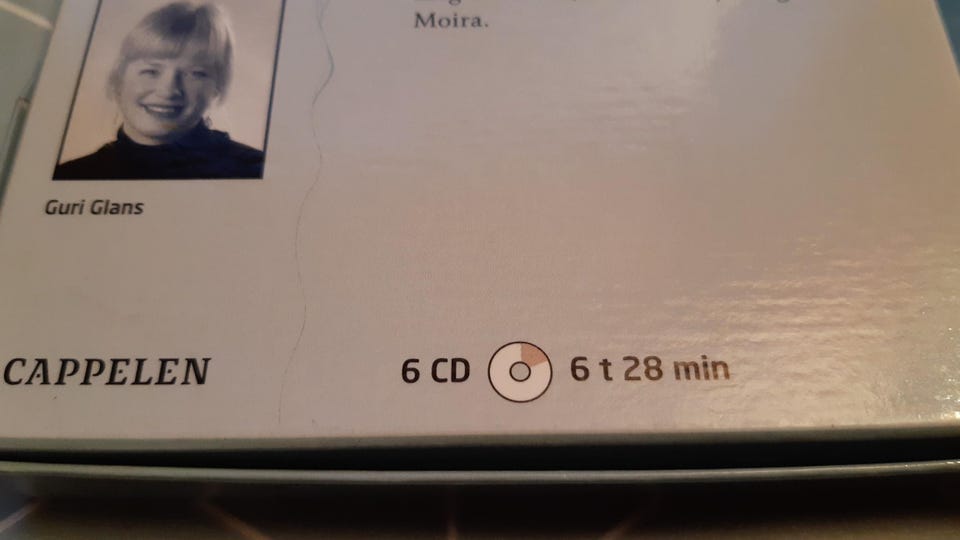 Moira.
Guri Glans
CAPPELEN
6 CD 6 t 28 min